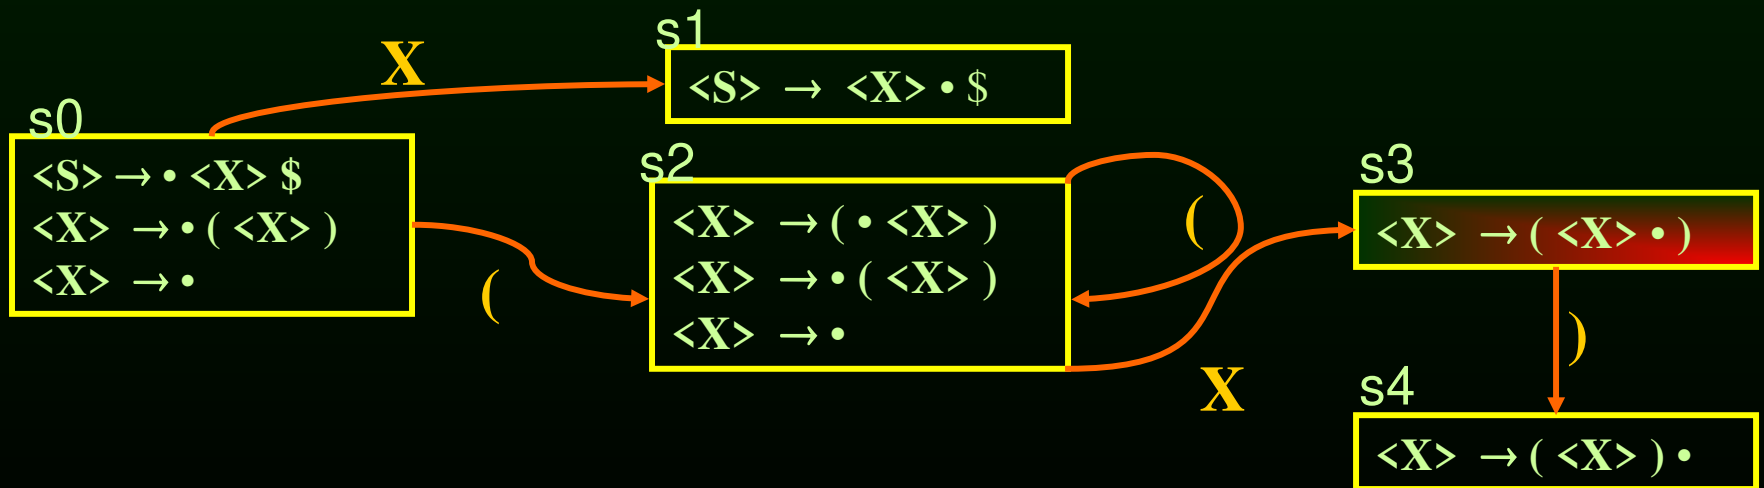 s0
<S> → • <X> $
<X> → • ( <X> )
<X> → •
X
(
s1
<S> → <X> • $
s2
<X> → ( • <X> )
<X> → • ( <X> )
<X> → •
(
X
s3
<X> → ( <X> • )
)
s4
<X> → ( <X> ) •